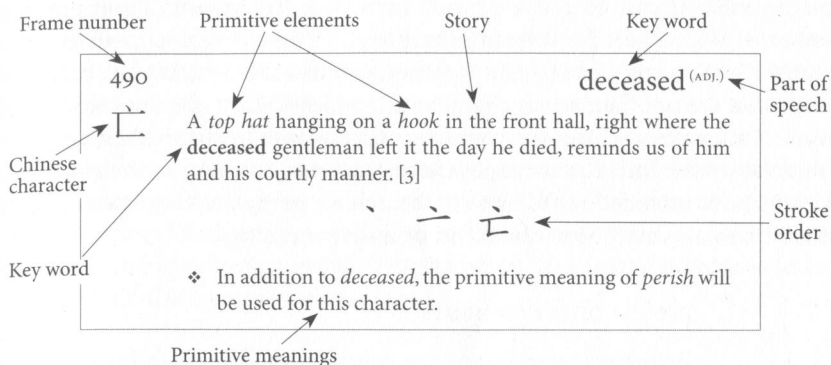 Frame number
Primitive elements
Story
Key word
490
deceased (ADJ.)
Part of
speech
亡
Chinese
character
A top hat hanging on a hook in the front hall, right where the
deceased gentleman left it the day he died, reminds us of him
and his courtly manner. [3]
丶 亠 亡
Stroke
order
Key word
❖ In addition to deceased, the primitive meaning of perish will
be used for this character.
Primitive meanings